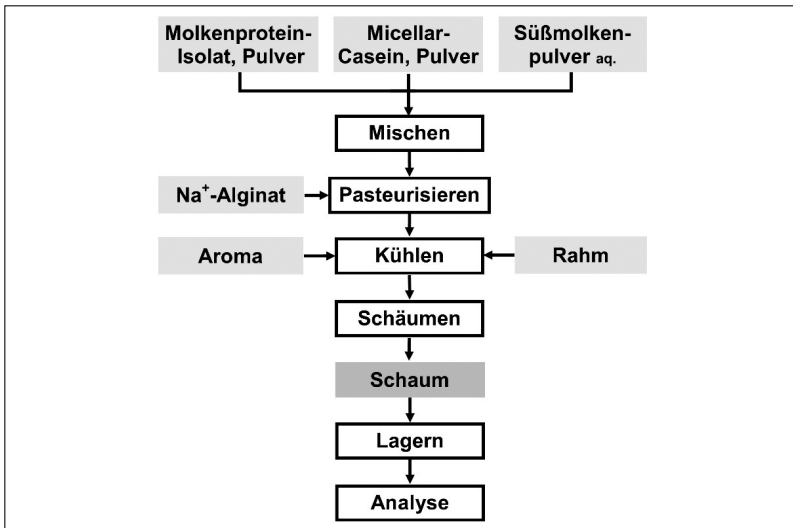 Molkenprotein-
Isolat, Pulver
Micellar-
Casein, Pulver
Süßmolken-
pulver aq.
Mischen
Na⁺-Alginat
Pasteurisieren
Aroma
Kühlen
Rahm
Schäumen
Schaum
Lagern
Analyse